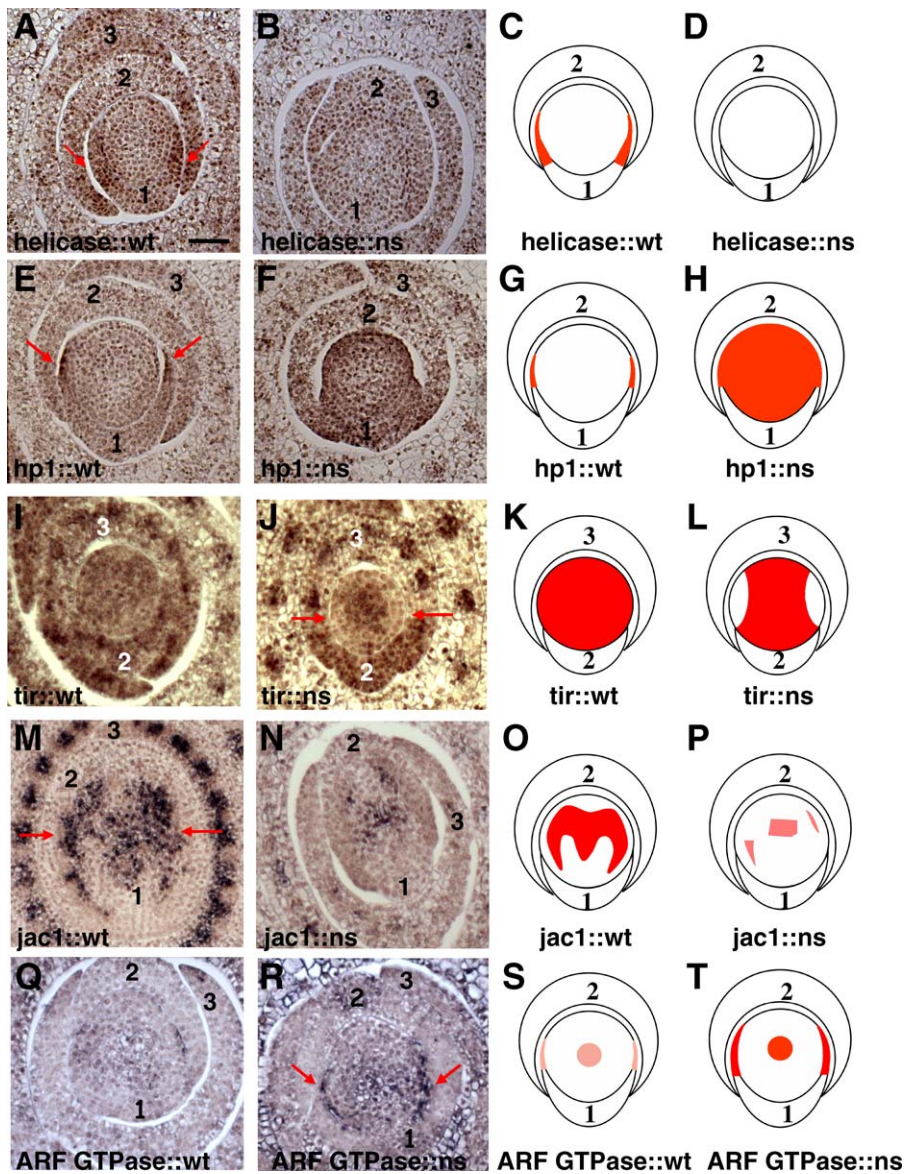 A B C D
3 2 2
2 3 2
1 1 1 1
helicase::wt helicase::ns helicase::wt helicase::ns
E F G H
2 3 3 2 2
2
1 1 1 1
hp1::wt hp1::ns hp1::wt hp1::ns
I J K L
3 3 3 3
2 2 2 2
tir::wt tir::ns tir::wt tir::ns
M N O P
3 2 2 2
2 3
1 1 1 1
jac1::wt jac1::ns jac1::wt jac1::ns
Q R S T
2 3 2 3 2 2
1 1 1 1
ARF GTPase::wt ARF GTPase::ns ARF GTPase::wt ARF GTPase::ns